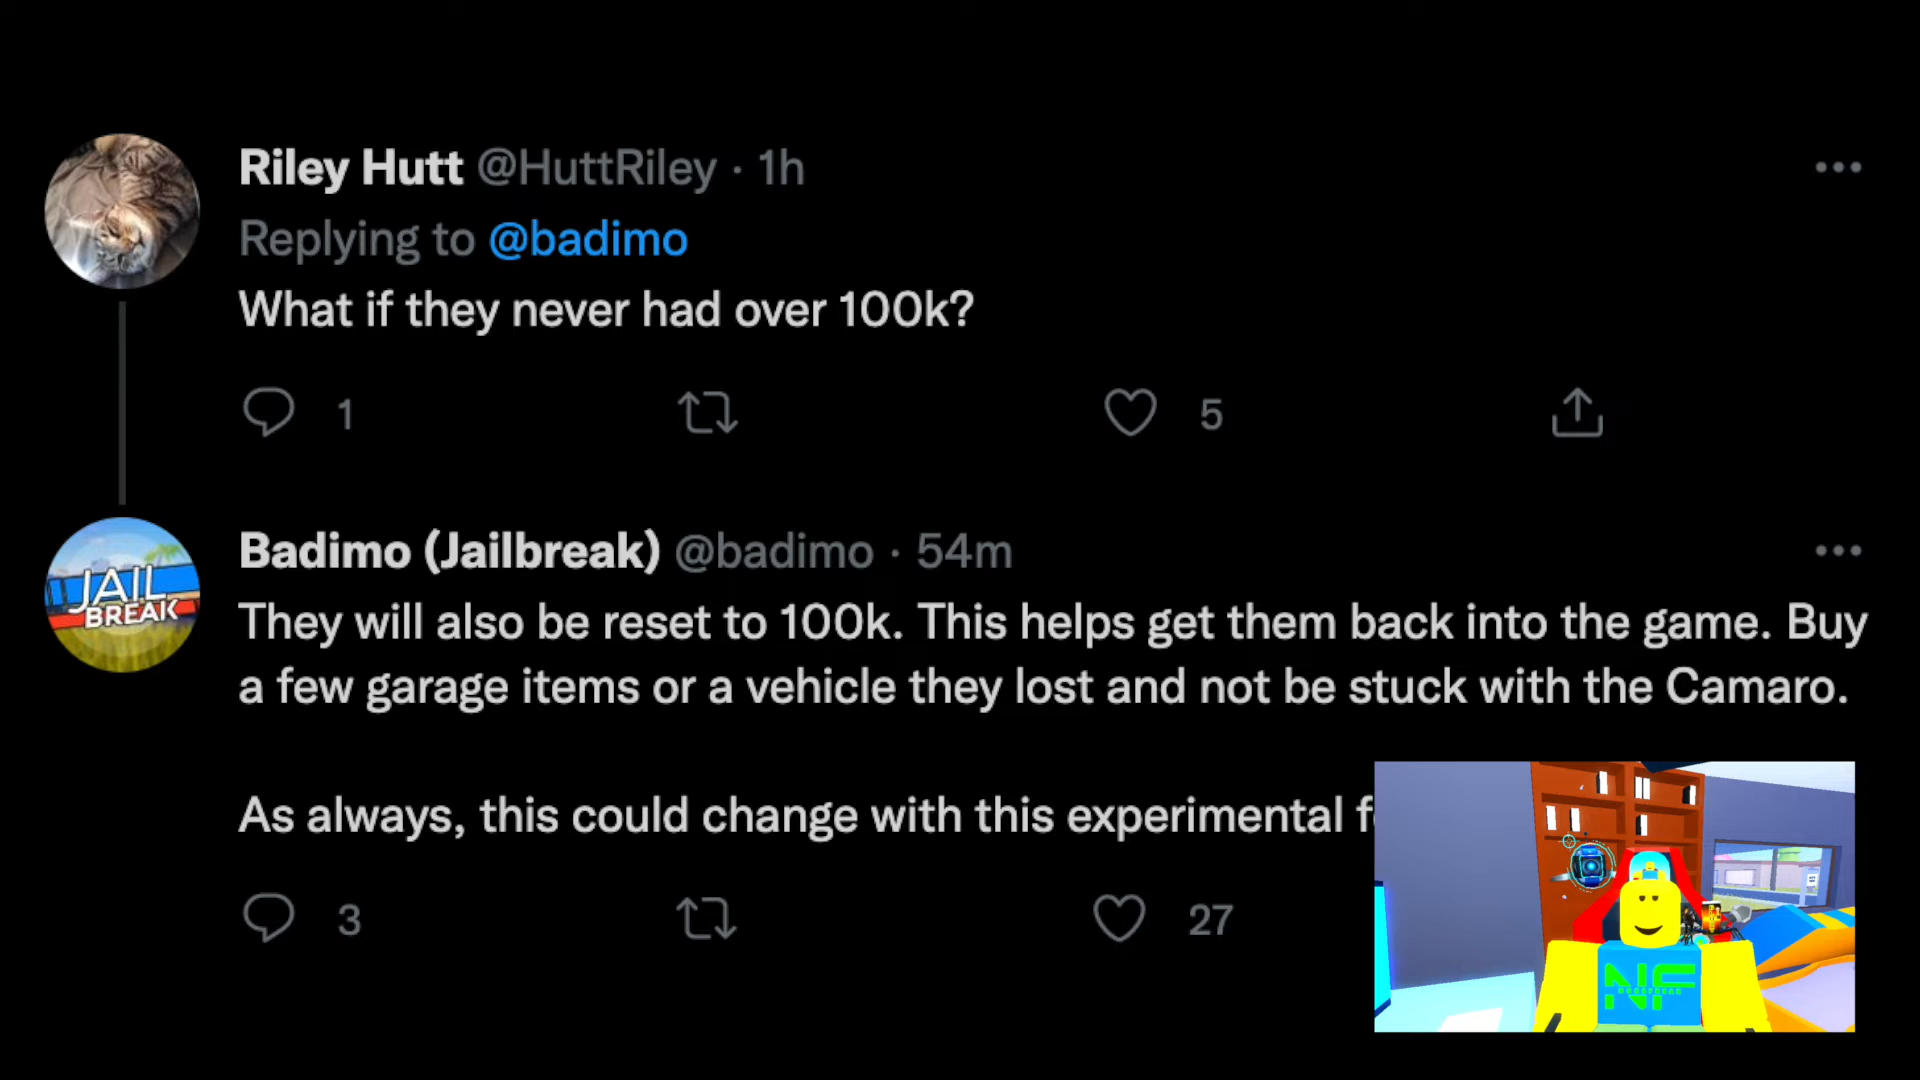 Riley Hutt @HuttRiley · 1h
Replying to @badimo
What if they never had over 100k?
1 5
JAIL
BREAK
Badimo (Jailbreak) @badimo · 54m
They will also be reset to 100k. This helps get them back into the game. Buy
a few garage items or a vehicle they lost and not be stuck with the Camaro.
As always, this could change with this experimental
3 27
NF